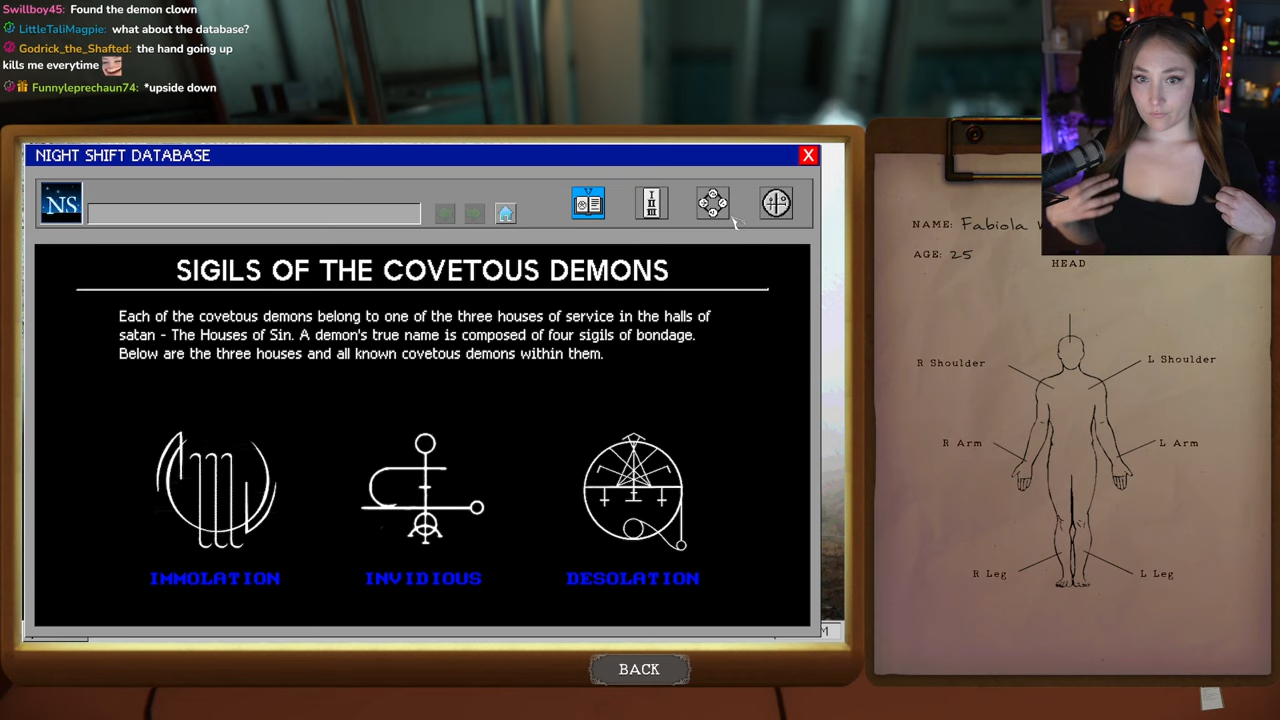 Swillboy45: Found the demon clown
LittleTaliMagpie: what about the database?
Godrick_the_Shafted: the hand going up
kills me everytime
Funnyleprechaun74: *upside down
NIGHT SHIFT DATABASE
X
NS
I
II
III
SIGILS OF THE COVETOUS DEMONS
Each of the covetous demons belong to one of the three houses of service in the halls of
satan - The Houses of Sin. A demon's true name is composed of four sigils of bondage.
Below are the three houses and all known covetous demons within them.
IMMOLATION
INVIDIOUS
DESOLATION
M
BACK
NAME: Fabiola
AGE: 25
HEAD
R Shoulder
L Shoulder
R Arm
L Arm
R Leg
L Leg